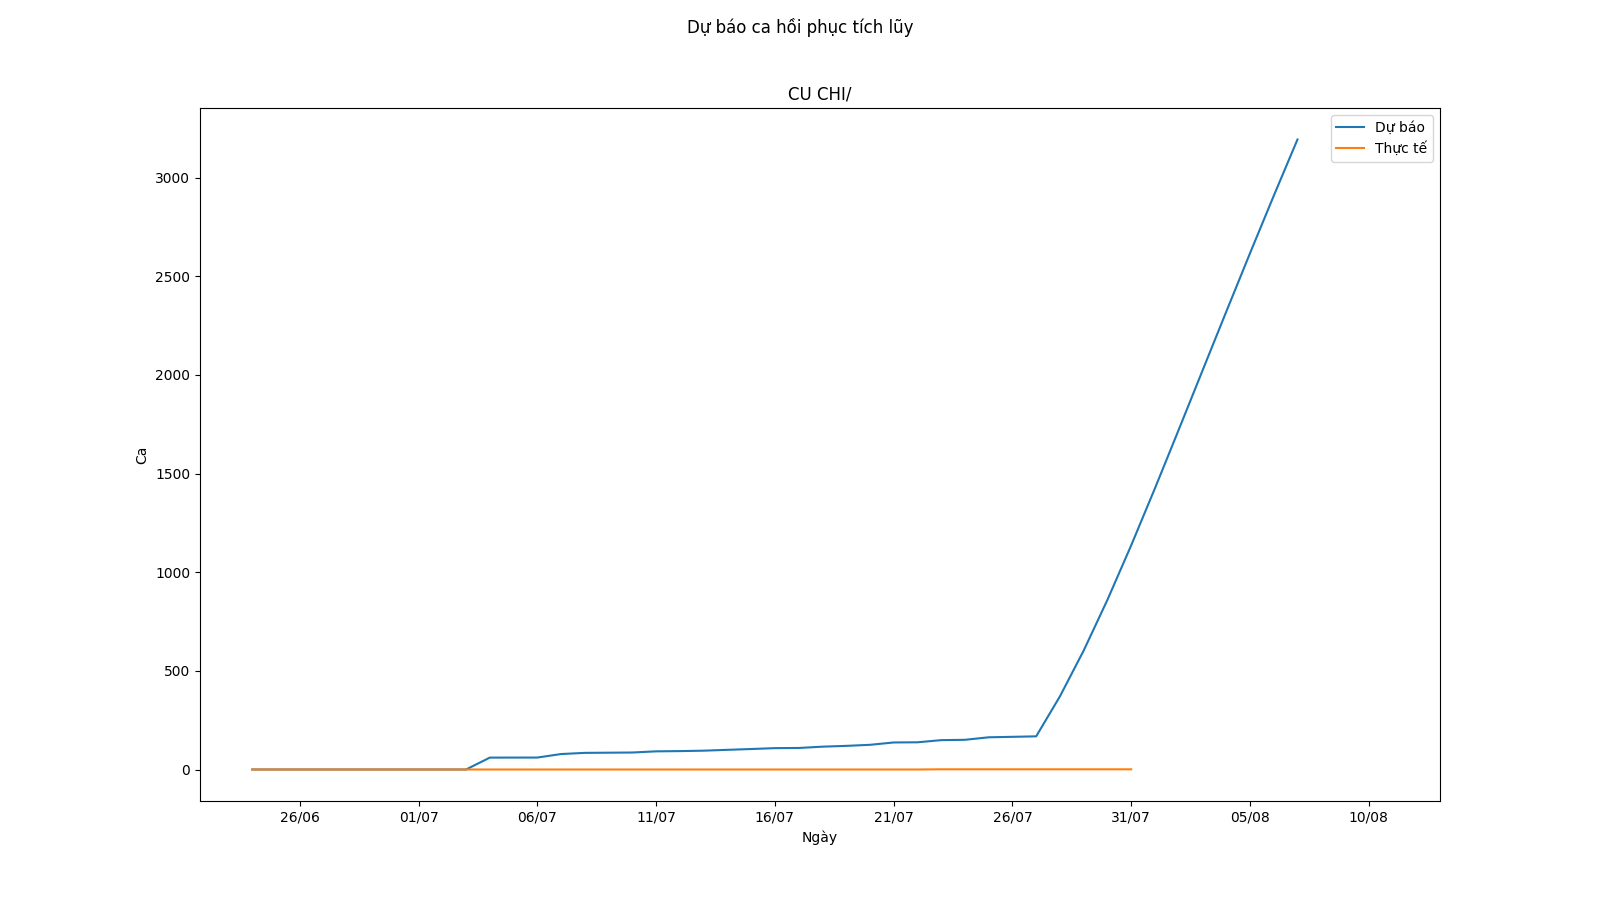 Dự báo ca hồi phục tích lũy
CU CHI/
Dự báo
Thực tế
3000
2500
2000
1500
1000
500
0
Ca
26/06
01/07
06/07
11/07
16/07
21/07
26/07
31/07
05/08
10/08
Ngày